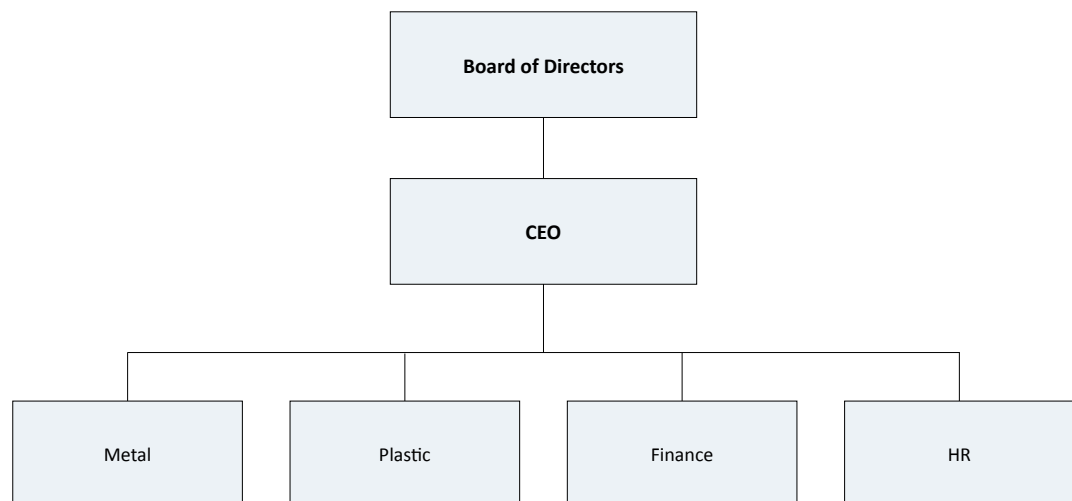 Board of Directors
CEO
Metal
Plastic
Finance
HR